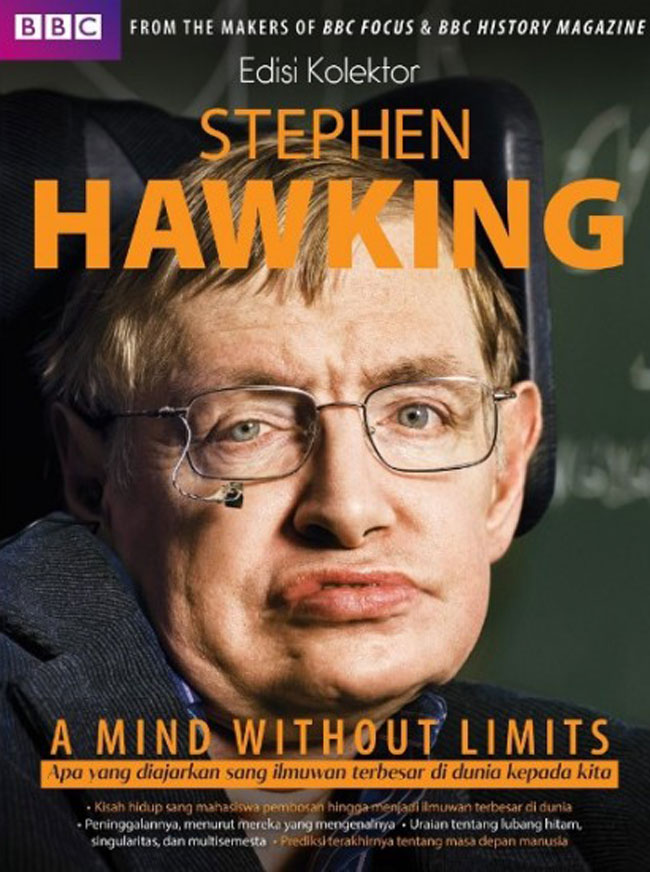 BBC FROM THE MAKERS OF BBC FOCUS & BBC HISTORY MAGAZINE
Edisi Kolektor
STEPHEN
HAWKING
A MIND WITHOUT LIMITS
Apa yang diajarkan sang ilmuwan terbesar di dunia kepada kita
• Kisah hidup sang mahasiswa pembosan hingga menjadi ilmuwan terbesar di dunia
• Peninggalannya, menurut mereka yang mengenalnya • Uraian tentang lubang hitam,
singularitas, dan multisemesta • Prediksi terakhirnya tentang masa depan manusia